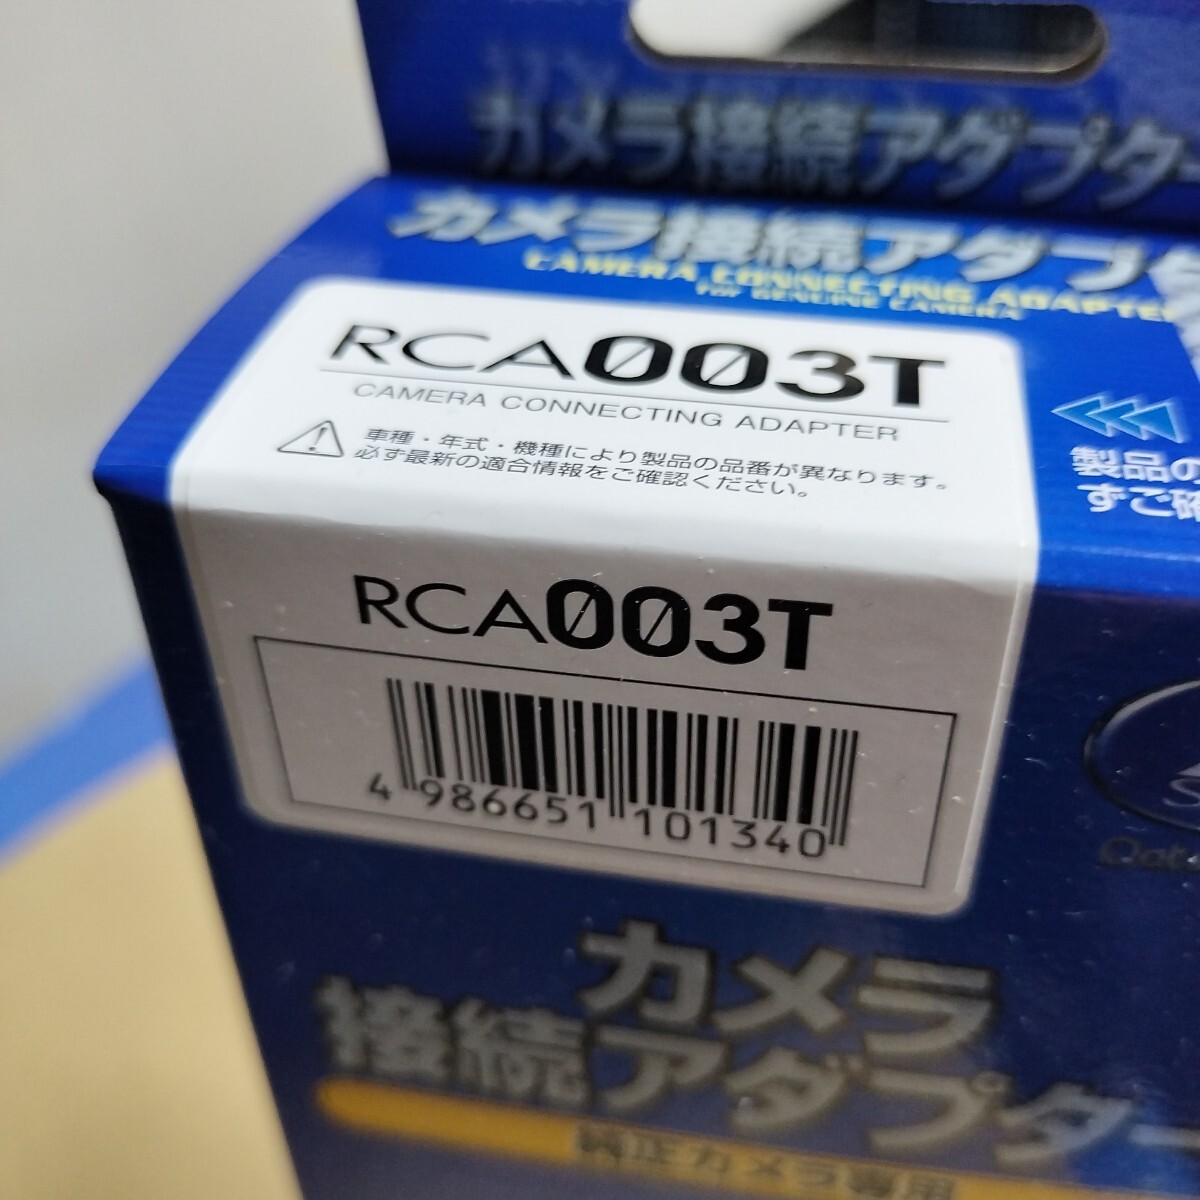 カメラ接続アダプター
カメラ接続アダプタ
CAMERA CONNECTING ADAPTER
for GENUINE CAMERA
RCA003T
CAMERA CONNECTING ADAPTER
車種・年式・機種により製品の品番が異なります。
必ず最新の適合情報をご確認ください。
製品の
ずご確
RCA003T
4 986651 101340
カメラ
接続アダプター
純正カメラ専用